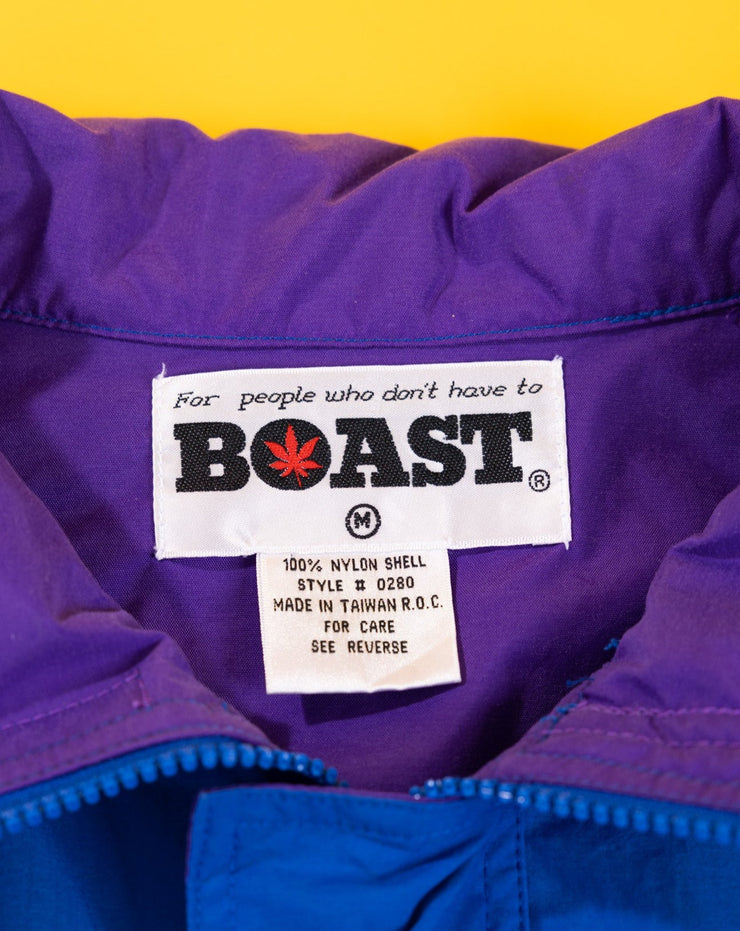 For people who don't have to
BOAST®
M
100% NYLON SHELL
STYLE # 0280
MADE IN TAIWAN R.O.C.
FOR CARE
SEE REVERSE